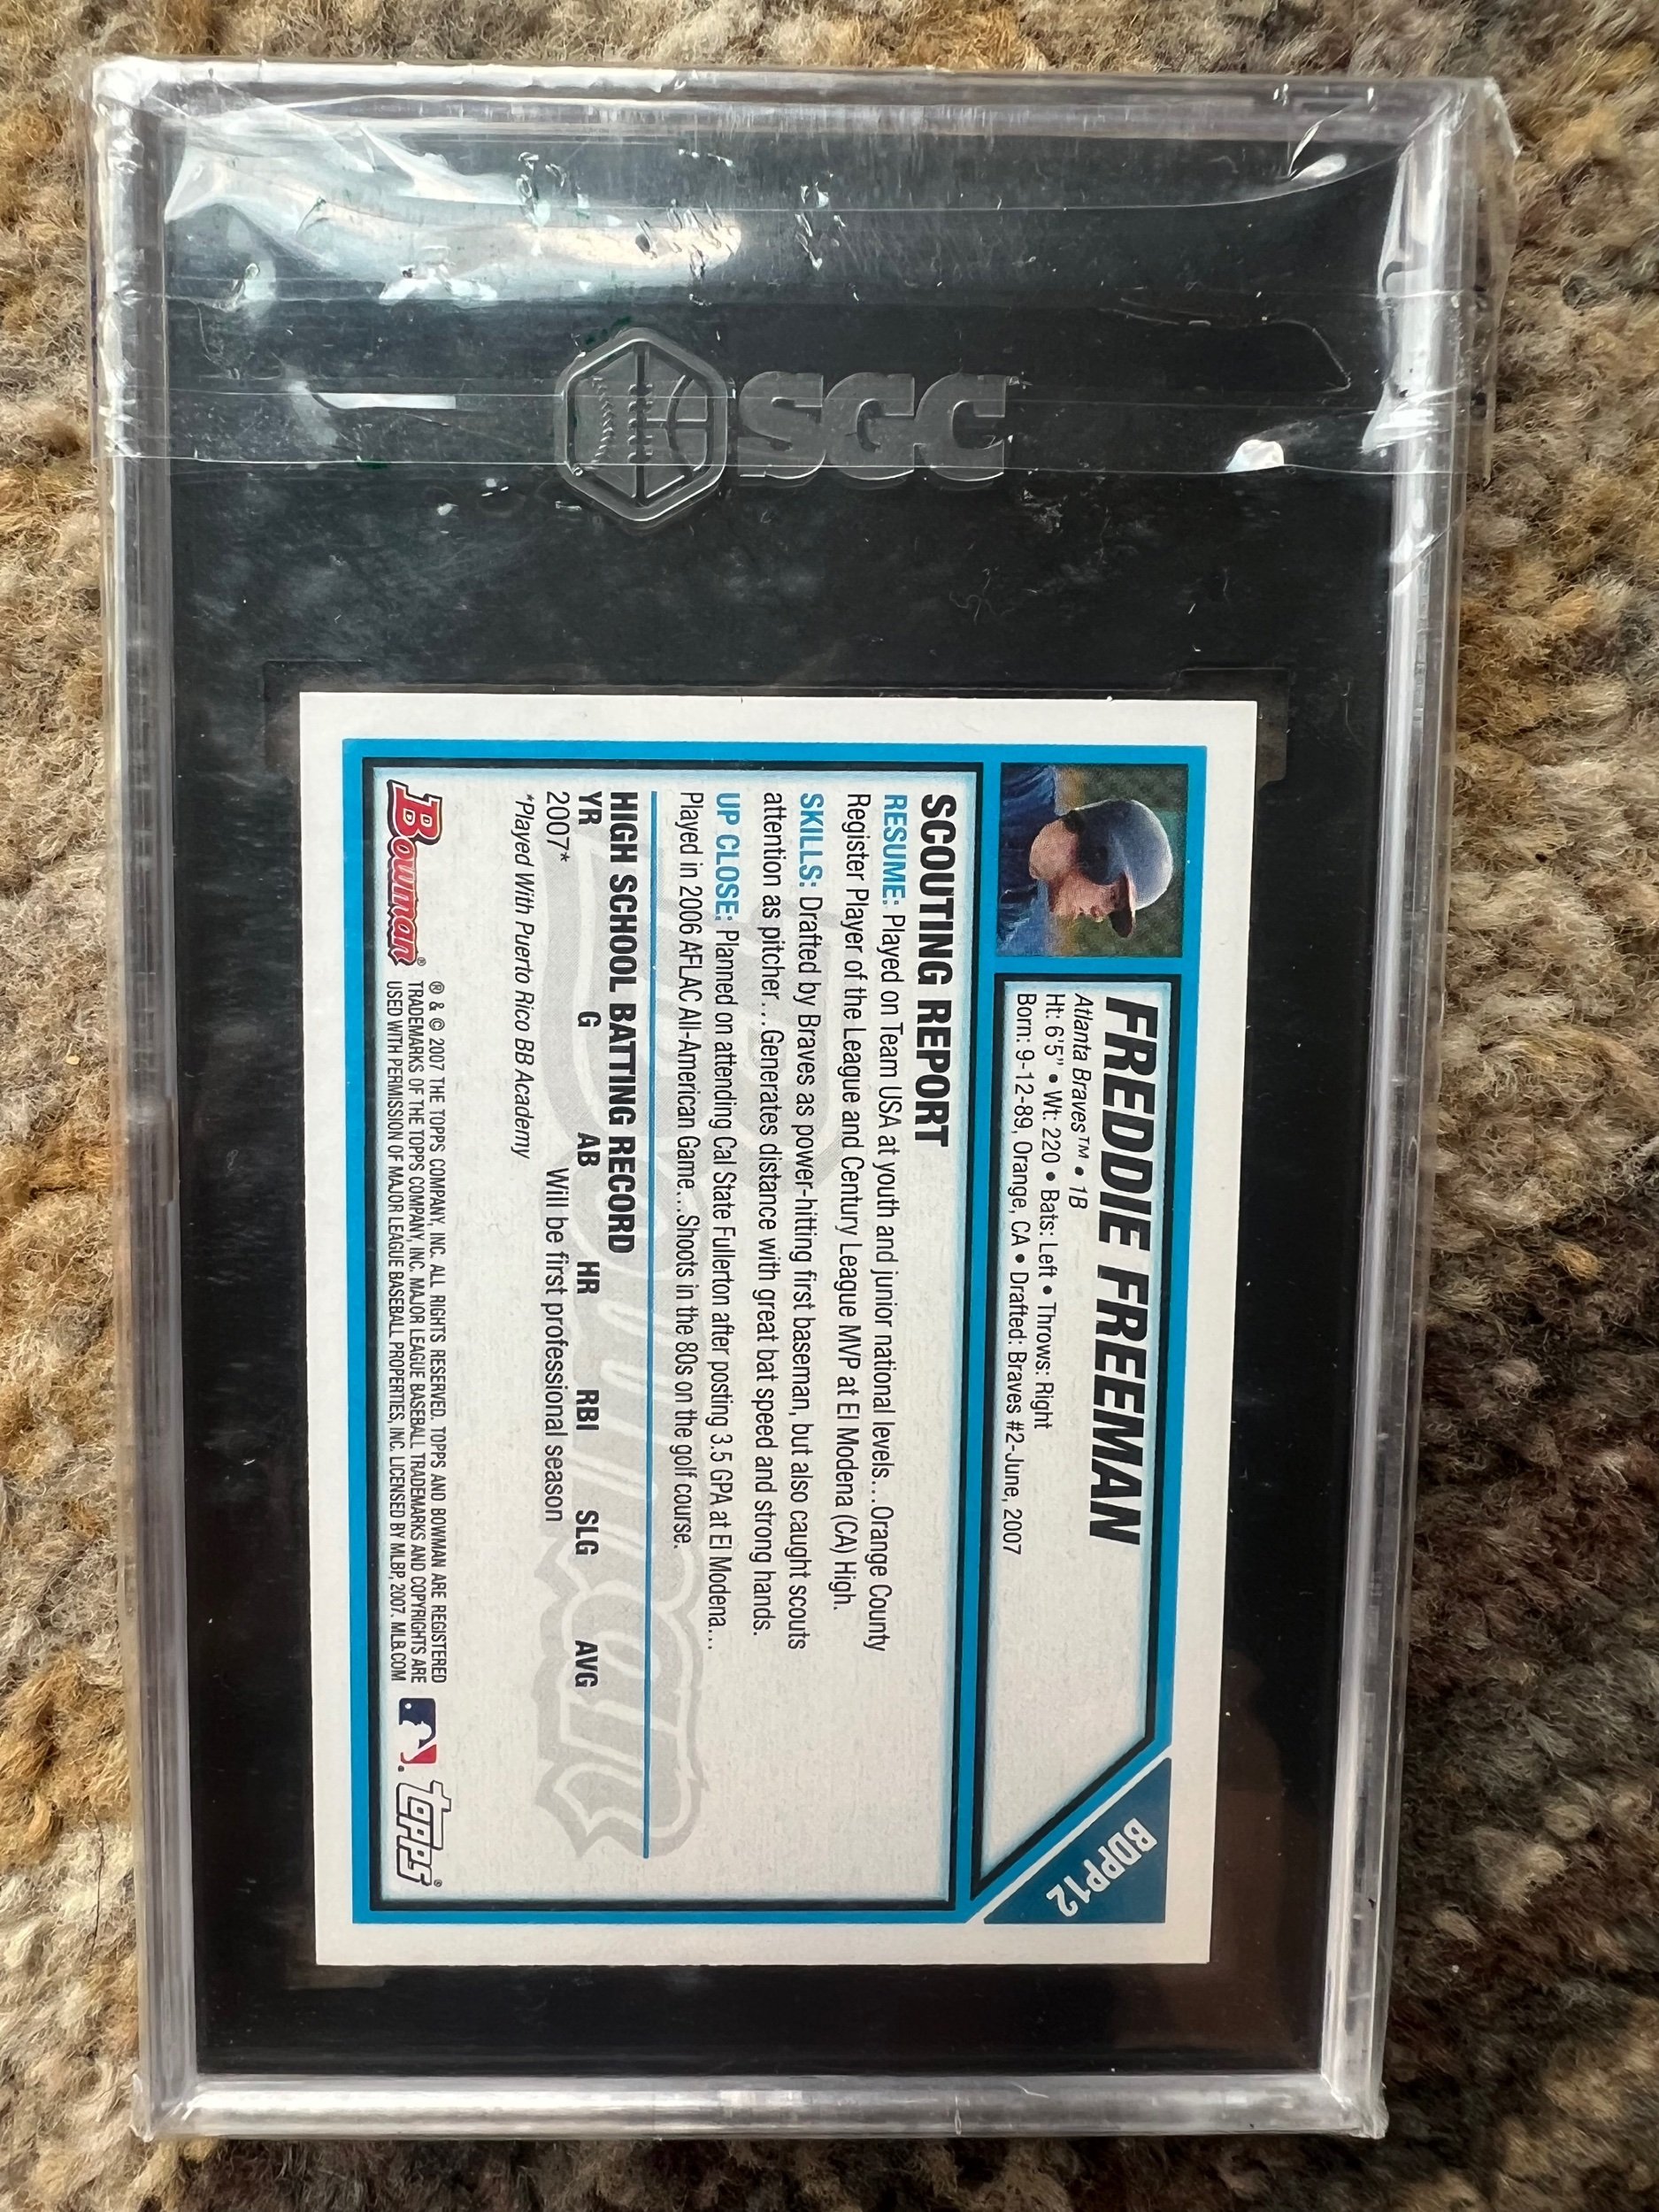 SGC
FREDDIE FREEMAN
Atlanta Braves™ • 1B
Ht: 6'5" • Wt: 220 • Bats: Left • Throws: Right
Born: 9-12-89, Orange, CA • Drafted: Braves #2-June, 2007
BDPP12
SCOUTING REPORT
RESUME: Played on Team USA at youth and junior national levels...Orange County
Register Player of the League and Century League MVP at El Modena (CA) High.
SKILLS: Drafted by Braves as power-hitting first baseman, but also caught scouts
attention as pitcher...Generates distance with great bat speed and strong hands.
UP CLOSE: Planned on attending Cal State Fullerton after posting 3.5 GPA at El Modena...
Played in 2006 AFLAC All-American Game...Shoots in the 80s on the golf course.
HIGH SCHOOL BATTING RECORD
YR G AB HR RBI SLG AVG
2007* Will be first professional season
*Played With Puerto Rico BB Academy
Bowman®
® & © 2007 THE TOPPS COMPANY, INC. ALL RIGHTS RESERVED. TOPPS AND BOWMAN ARE REGISTERED
TRADEMARKS OF THE TOPPS COMPANY, INC. MAJOR LEAGUE BASEBALL TRADEMARKS AND COPYRIGHTS ARE
USED WITH PERMISSION OF MAJOR LEAGUE BASEBALL PROPERTIES, INC. LICENSED BY MLBP, 2007. MLB.COM
topps®